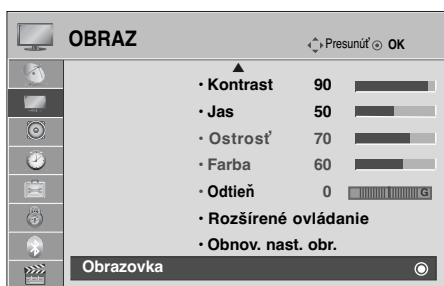 OBRAZ
Presunúť OK
• Kontrast 90
• Jas 50
• Ostrosť 70
• Farba 60
• Odtieň 0 G
• Rozšírené ovládanie
• Obnov. nast. obr.
Obrazovka